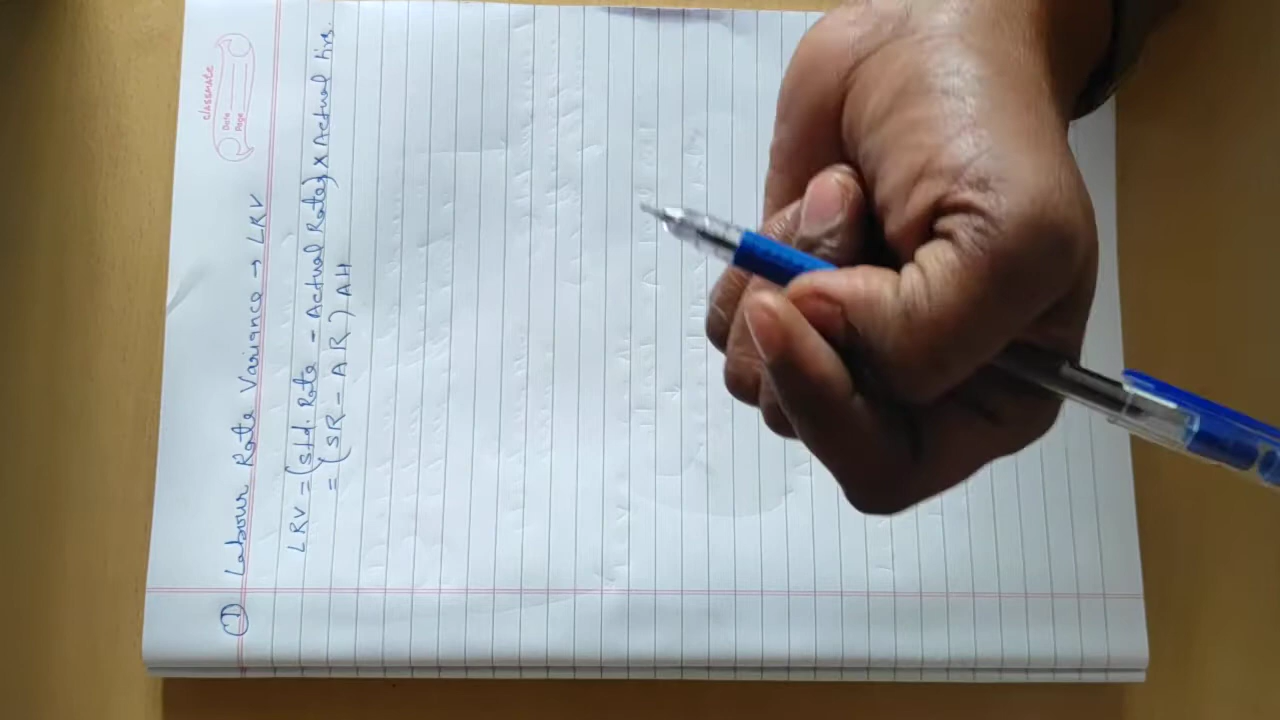 classmate
Date
Page
① Labour Rate Variance → LRV
LRV = (Std. Rate - Actual Rate) × Actual Hrs.
= (SR - AR) AH